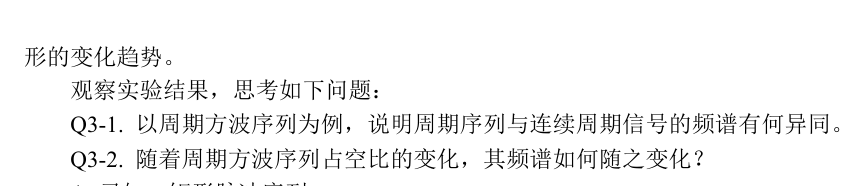 形的变化趋势。
观察实验结果，思考如下问题：
Q3-1. 以周期方波序列为例，说明周期序列与连续周期信号的频谱有何异同。
Q3-2. 随着周期方波序列占空比的变化，其频谱如何随之变化？